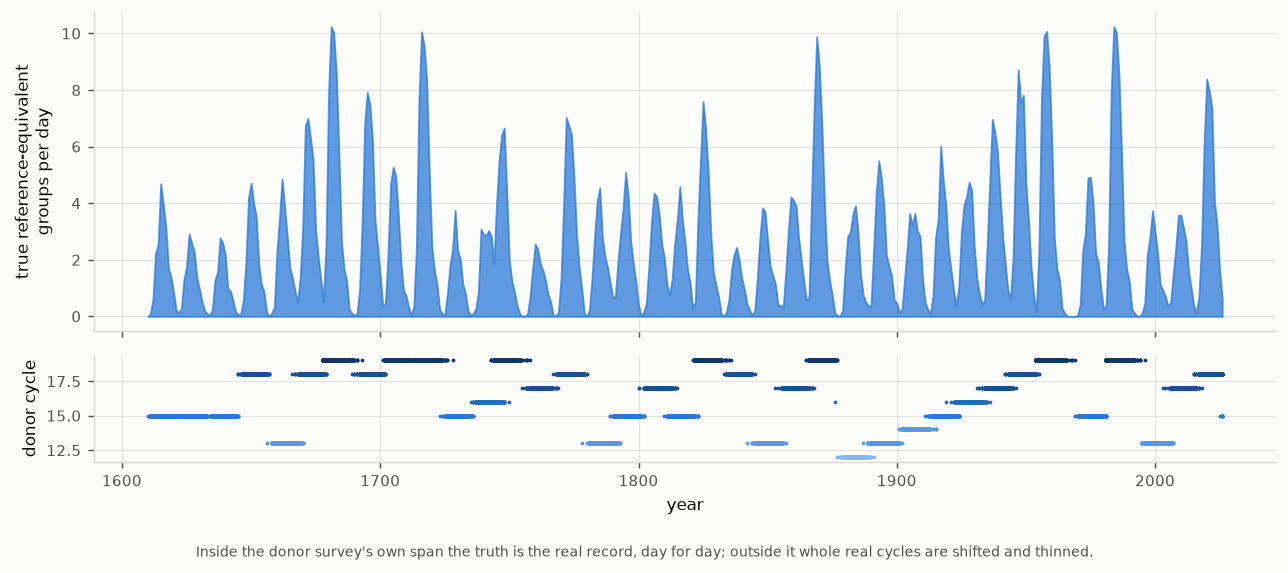 true reference-equivalent
groups per day
10
8
6
4
2
0
donor cycle
17.5
15.0
12.5
1600 1700 1800 1900 2000
year
Inside the donor survey's own span the truth is the real record, day for day; outside it whole real cycles are shifted and thinned.